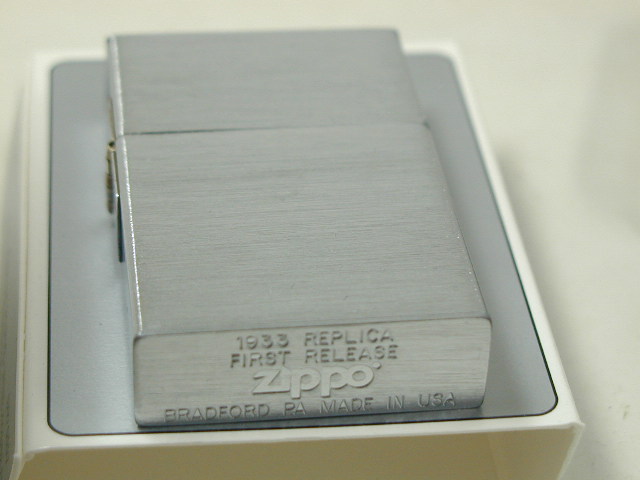 1933 REPLICA
FIRST RELEASE
Zippo®
BRADFORD PA MADE IN USA